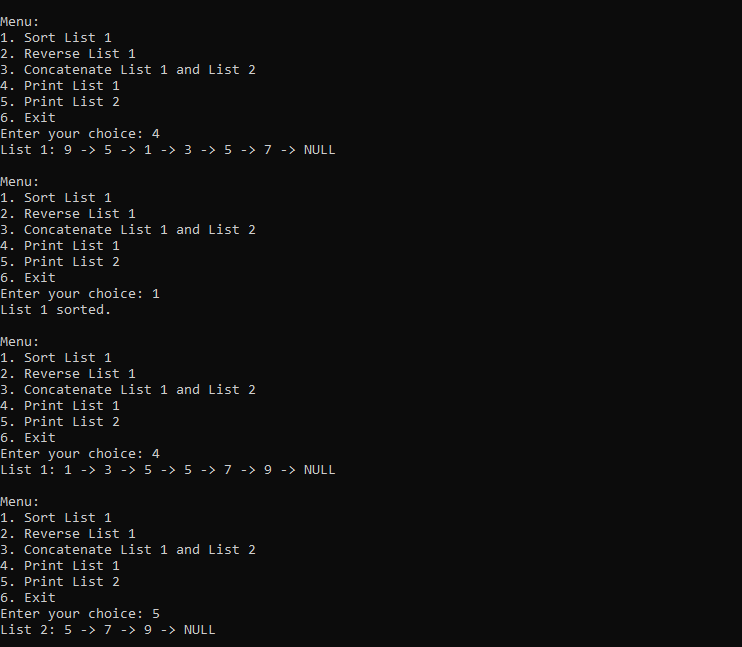 Menu:
1. Sort List 1
2. Reverse List 1
3. Concatenate List 1 and List 2
4. Print List 1
5. Print List 2
6. Exit
Enter your choice: 4
List 1: 9 -> 5 -> 1 -> 3 -> 5 -> 7 -> NULL
Menu:
1. Sort List 1
2. Reverse List 1
3. Concatenate List 1 and List 2
4. Print List 1
5. Print List 2
6. Exit
Enter your choice: 1
List 1 sorted.
Menu:
1. Sort List 1
2. Reverse List 1
3. Concatenate List 1 and List 2
4. Print List 1
5. Print List 2
6. Exit
Enter your choice: 4
List 1: 1 -> 3 -> 5 -> 5 -> 7 -> 9 -> NULL
Menu:
1. Sort List 1
2. Reverse List 1
3. Concatenate List 1 and List 2
4. Print List 1
5. Print List 2
6. Exit
Enter your choice: 5
List 2: 5 -> 7 -> 9 -> NULL